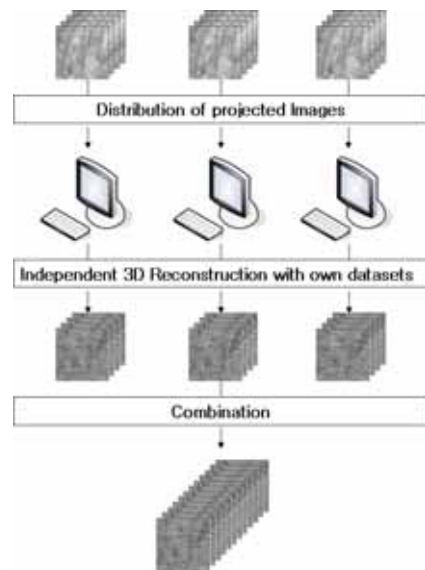 Distribution of projected Images
Independent 3D Reconstruction with own datasets
Combination